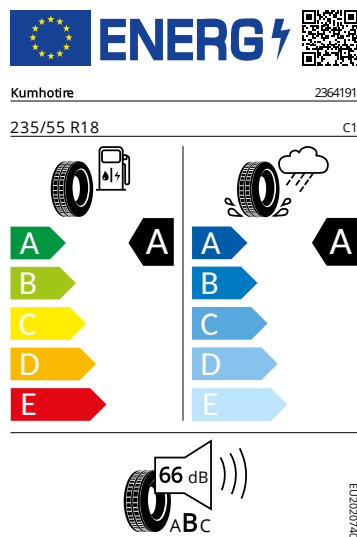 ENERG
Kumhotire 2364191
235/55 R18 C1
A A A A
B B
C C
D D
E E
66 dB
ABC
EU2020/740